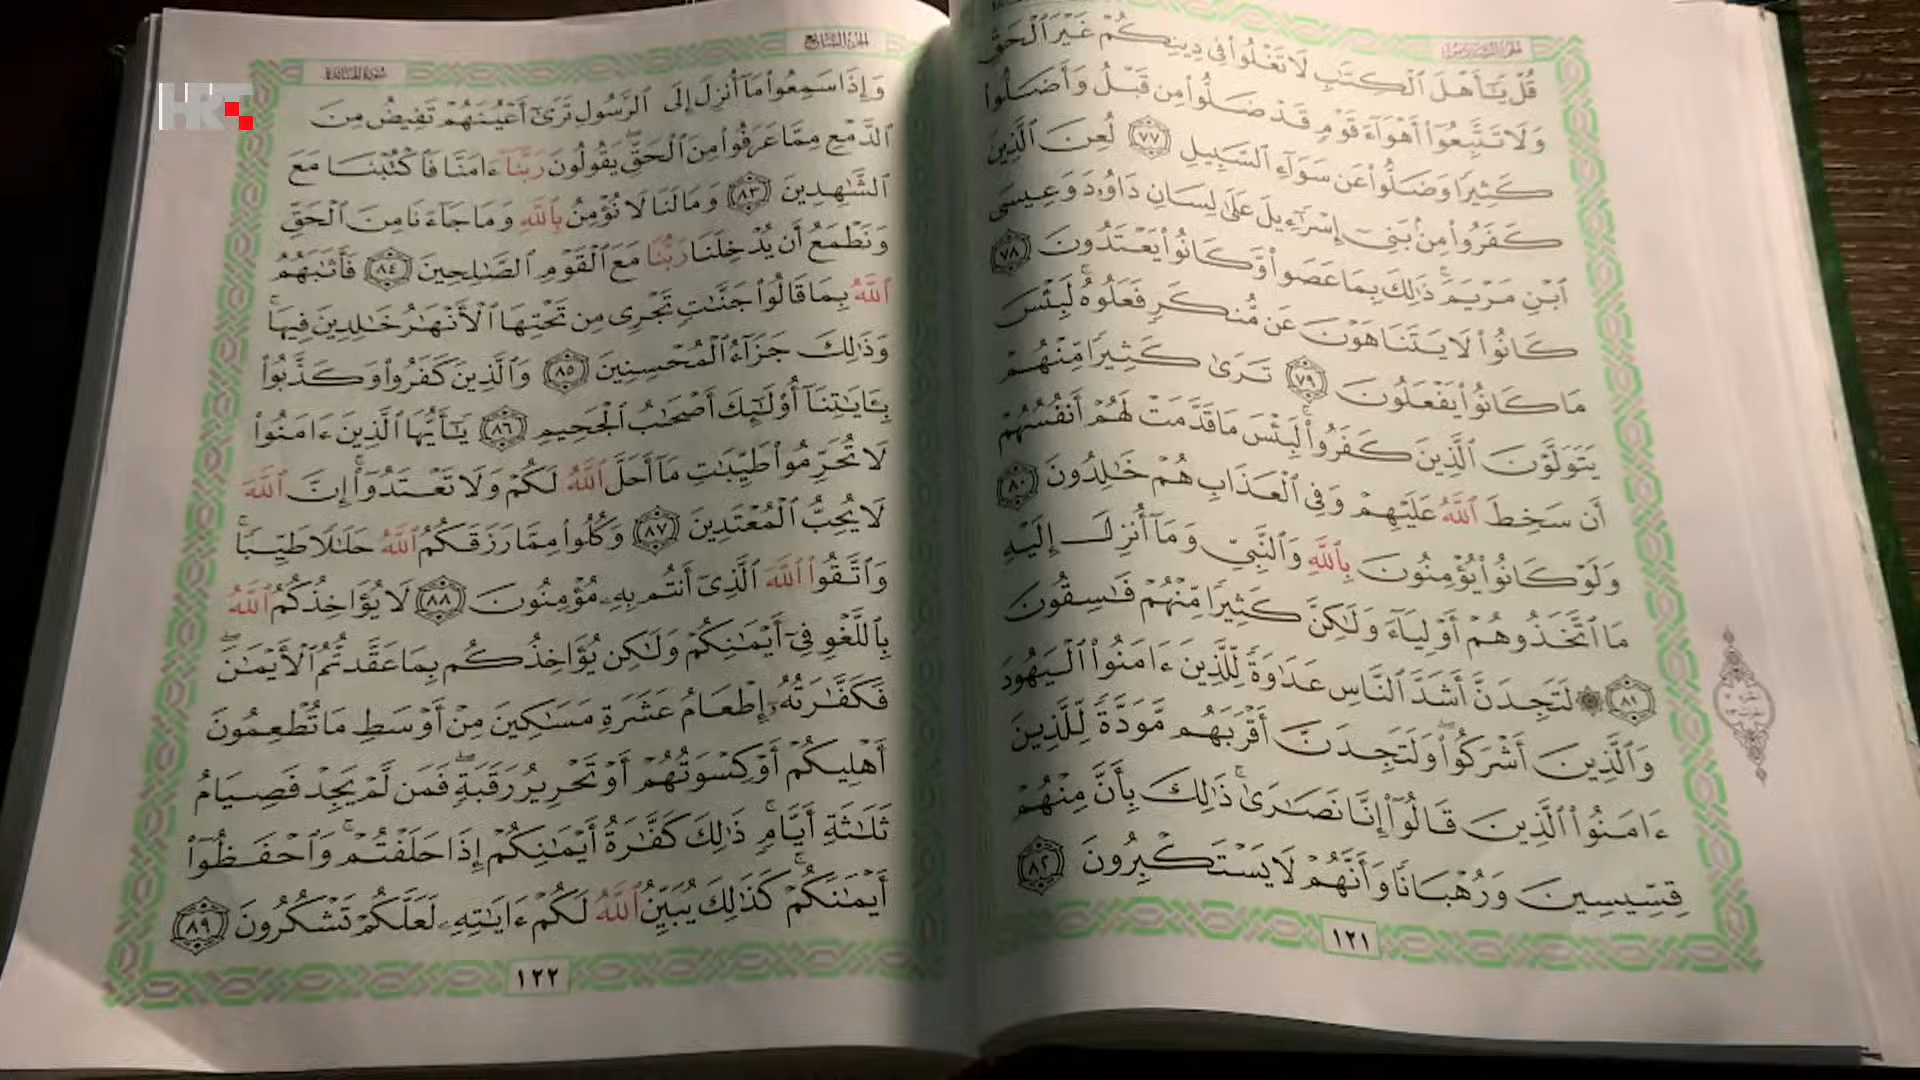 قُلْ يَٰٓأَهْلَ ٱلْكِتَٰبِ لَا تَغْلُوا۟ فِى دِينِكُمْ غَيْرَ ٱلْحَقِّ
وَلَا تَتَّبِعُوٓا۟ أَهْوَآءَ قَوْمٍ قَدْ ضَلُّوا۟ مِن قَبْلُ وَأَضَلُّوا۟
كَثِيرًا وَضَلُّوا۟ عَن سَوَآءِ ٱلسَّبِيلِ ٧٧ لُعِنَ ٱلَّذِينَ
كَفَرُوا۟ مِنۢ بَنِىٓ إِسْرَٰٓءِيلَ عَلَىٰ لِسَانِ دَاوُۥدَ وَعِيسَى
ٱبْنِ مَرْيَمَ ۚ ذَٰلِكَ بِمَا عَصَوا۟ وَّكَانُوا۟ يَعْتَدُونَ ٧٨
كَانُوا۟ لَا يَتَنَاهَوْنَ عَن مُّنكَرٍ فَعَلُوهُ ۚ لَبِئْسَ
مَا كَانُوا۟ يَفْعَلُونَ ٧٩ تَرَىٰ كَثِيرًا مِّنْهُمْ
يَتَوَلَّوْنَ ٱلَّذِينَ كَفَرُوا۟ ۚ لَبِئْسَ مَا قَدَّمَتْ لَهُمْ أَنفُسُهُمْ
أَن سَخِطَ ٱللَّهُ عَلَيْهِمْ وَفِى ٱلْعَذَابِ هُمْ خَٰلِدُونَ ٨٠
وَلَوْ كَانُوا۟ يُؤْمِنُونَ بِٱللَّهِ وَٱلنَّبِىِّ وَمَآ أُنزِلَ إِلَيْهِ
مَا ٱتَّخَذُوهُمْ أَوْلِيَآءَ وَلَٰكِنَّ كَثِيرًا مِّنْهُمْ فَٰسِقُونَ
٨١ ۞ لَتَجِدَنَّ أَشَدَّ ٱلنَّاسِ عَدَٰوَةً لِّلَّذِينَ ءَامَنُوا۟ ٱلْيَهُودَ
وَٱلَّذِينَ أَشْرَكُوا۟ ۖ وَلَتَجِدَنَّ أَقْرَبَهُم مَّوَدَّةً لِّلَّذِينَ
ءَامَنُوا۟ ٱلَّذِينَ قَالُوٓا۟ إِنَّا نَصَٰرَىٰ ۚ ذَٰلِكَ بِأَنَّ مِنْهُمْ
قِسِّيسِينَ وَرُهْبَانًا وَأَنَّهُمْ لَا يَسْتَكْبِرُونَ ٨٢
١٢١
سُورَةُ المَائِدَة
الجُزْءُ السَّابِعُ
وَإِذَا سَمِعُوا۟ مَآ أُنزِلَ إِلَى ٱلرَّسُولِ تَرَىٰٓ أَعْيُنَهُمْ تَفِيضُ مِنَ
ٱلدَّمْعِ مِمَّا عَرَفُوا۟ مِنَ ٱلْحَقِّ ۖ يَقُولُونَ رَبَّنَآ ءَامَنَّا فَٱكْتُبْنَا مَعَ
ٱلشَّٰهِدِينَ ٨٣ وَمَا لَنَا لَا نُؤْمِنُ بِٱللَّهِ وَمَا جَآءَنَا مِنَ ٱلْحَقِّ
وَنَطْمَعُ أَن يُدْخِلَنَا رَبُّنَا مَعَ ٱلْقَوْمِ ٱلصَّٰلِحِينَ ٨٤ فَأَثَٰبَهُمُ
ٱللَّهُ بِمَا قَالُوا۟ جَنَّٰتٍ تَجْرِى مِن تَحْتِهَا ٱلْأَنْهَٰرُ خَٰلِدِينَ فِيهَا ۚ
وَذَٰلِكَ جَزَآءُ ٱلْمُحْسِنِينَ ٨٥ وَٱلَّذِينَ كَفَرُوا۟ وَكَذَّبُوا۟
بِـَٔايَٰتِنَآ أُو۟لَٰٓئِكَ أَصْحَٰبُ ٱلْجَحِيمِ ٨٦ يَٰٓأَيُّهَا ٱلَّذِينَ ءَامَنُوا۟
لَا تُحَرِّمُوا۟ طَيِّبَٰتِ مَآ أَحَلَّ ٱللَّهُ لَكُمْ وَلَا تَعْتَدُوٓا۟ ۚ إِنَّ ٱللَّهَ
لَا يُحِبُّ ٱلْمُعْتَدِينَ ٨٧ وَكُلُوا۟ مِمَّا رَزَقَكُمُ ٱللَّهُ حَلَٰلًا طَيِّبًا ۚ
وَٱتَّقُوا۟ ٱللَّهَ ٱلَّذِىٓ أَنتُم بِهِۦ مُؤْمِنُونَ ٨٨ لَا يُؤَاخِذُكُمُ ٱللَّهُ
بِٱللَّغْوِ فِىٓ أَيْمَٰنِكُمْ وَلَٰكِن يُؤَاخِذُكُم بِمَا عَقَّدتُّمُ ٱلْأَيْمَٰنَ ۖ
فَكَفَّٰرَتُهُۥٓ إِطْعَامُ عَشَرَةِ مَسَٰكِينَ مِنْ أَوْسَطِ مَا تُطْعِمُونَ
أَهْلِيكُمْ أَوْ كِسْوَتُهُمْ أَوْ تَحْرِيرُ رَقَبَةٍ ۖ فَمَن لَّمْ يَجِدْ فَصِيَامُ
ثَلَٰثَةِ أَيَّامٍ ۚ ذَٰلِكَ كَفَّٰرَةُ أَيْمَٰنِكُمْ إِذَا حَلَفْتُمْ ۚ وَٱحْفَظُوٓا۟
أَيْمَٰنَكُمْ ۚ كَذَٰلِكَ يُبَيِّنُ ٱللَّهُ لَكُمْ ءَايَٰتِهِۦ لَعَلَّكُمْ تَشْكُرُونَ ٨٩
١٢٢
HRT